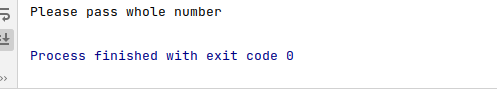 Please pass whole number
Process finished with exit code 0